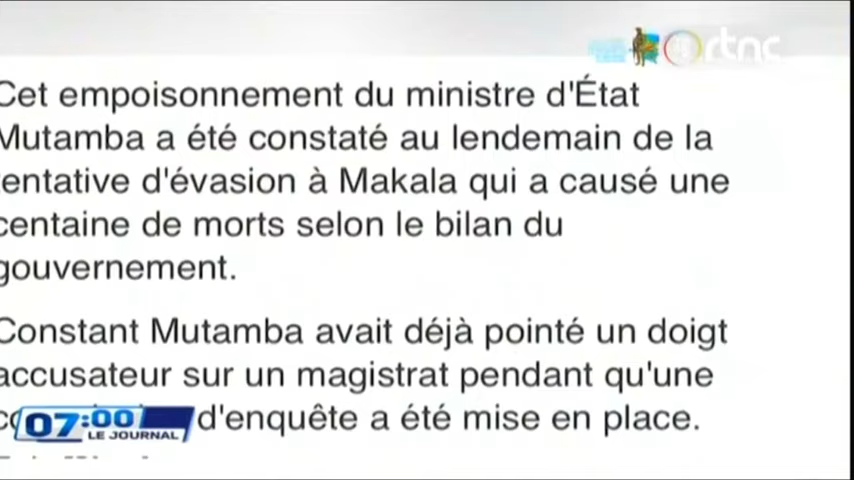 rtnc
Cet empoisonnement du ministre d'État
Mutamba a été constaté au lendemain de la
tentative d'évasion à Makala qui a causé une
centaine de morts selon le bilan du
gouvernement.
Constant Mutamba avait déjà pointé un doigt
accusateur sur un magistrat pendant qu'une
d'enquête a été mise en place.
07:00
LE JOURNAL